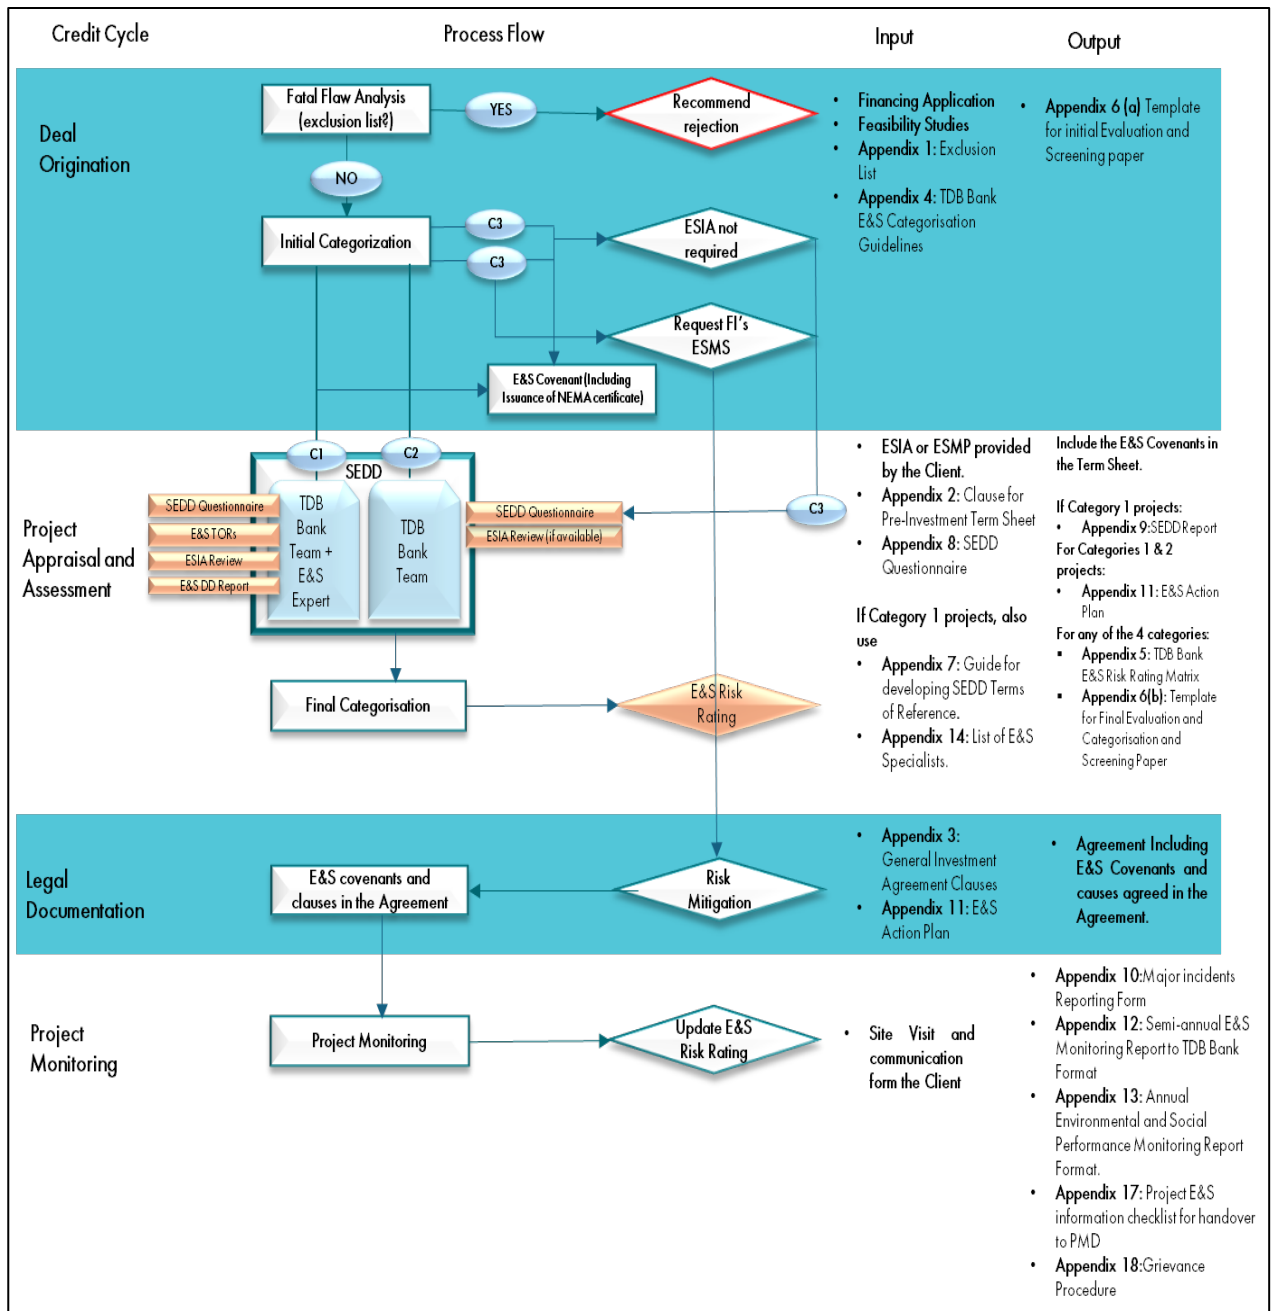 Credit Cycle
Process Flow
Input
Output
Deal
Origination
Fatal Flaw Analysis
(exclusion list?)
YES
Recommend
rejection
NO
Initial Categorization
C3
C3
ESIA not
required
Request FI's
ESMS
E&S Covenant (Including
Issuance of NEMA certificate)
• Financing Application
• Feasibility Studies
• Appendix 1: Exclusion
List
• Appendix 4: TDB Bank
E&S Categorisation
Guidelines
• Appendix 6 (a) Template
for initial Evaluation and
Screening paper
Project
Appraisal and
Assessment
C1
C2
SEDD
SEDD Questionnaire
E&S TORs
ESIA Review
E&S DD Report
TDB
Bank
Team +
E&S
Expert
TDB
Bank
Team
SEDD Questionnaire
ESIA Review (if available)
C3
Final Categorisation
E&S Risk
Rating
• ESIA or ESMP provided
by the Client.
• Appendix 2: Clause for
Pre-Investment Term Sheet
• Appendix 8: SEDD
Questionnaire
If Category 1 projects, also
use
• Appendix 7: Guide for
developing SEDD Terms
of Reference.
• Appendix 14: List of E&S
Specialists.
Include the E&S Covenants in
the Term Sheet.
If Category 1 projects:
• Appendix 9:SEDD Report
For Categories 1 & 2
projects:
• Appendix 11: E&S Action
Plan
For any of the 4 categories:
▪ Appendix 5: TDB Bank
E&S Risk Rating Matrix
▪ Appendix 6(b): Template
for Final Evaluation and
Categorisation and
Screening Paper
Legal
Documentation
E&S covenants and
clauses in the Agreement
Risk
Mitigation
• Appendix 3:
General Investment
Agreement Clauses
• Appendix 11: E&S
Action Plan
• Agreement Including
E&S Covenants and
causes agreed in the
Agreement.
Project
Monitoring
Project Monitoring
Update E&S
Risk Rating
• Site Visit and
communication
form the Client
• Appendix 10:Major incidents
Reporting Form
• Appendix 12: Semi-annual E&S
Monitoring Report to TDB Bank
Format
• Appendix 13: Annual
Environmental and Social
Performance Monitoring Report
Format.
• Appendix 17: Project E&S
information checklist for handover
to PMD
• Appendix 18:Grievance
Procedure